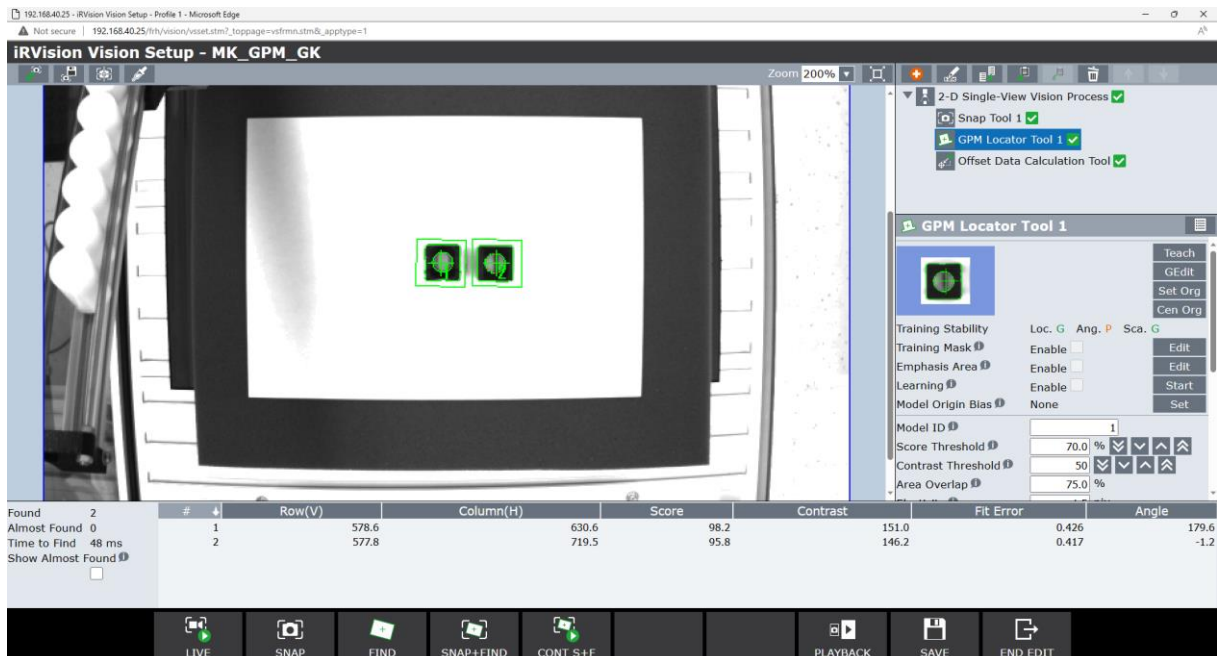 192.168.40.25 - iRVision Vision Setup - Profile 1 - Microsoft Edge
Not secure | 192.168.40.25/frh/vision/vsset.stm?_toppage=vsfrmn.stm&_apptype=1
iRVision Vision Setup - MK_GPM_GK
Zoom 200%
2-D Single-View Vision Process
Snap Tool 1
GPM Locator Tool 1
Offset Data Calculation Tool
GPM Locator Tool 1
Teach
GEdit
Set Org
Cen Org
Training Stability Loc. G Ang. P Sca. G
Training Mask Enable Edit
Emphasis Area Enable Edit
Learning Enable Start
Model Origin Bias None Set
Model ID 1
Score Threshold 70.0 %
Contrast Threshold 50
Area Overlap 75.0 %
1 2
Found 2
Almost Found 0
Time to Find 48 ms
Show Almost Found
# Row(V) Column(H) Score Contrast Fit Error Angle
1 578.6 630.6 98.2 151.0 0.426 179.6
2 577.8 719.5 95.8 146.2 0.417 -1.2
LIVE SNAP FIND SNAP+FIND CONT S+F PLAYBACK SAVE END EDIT